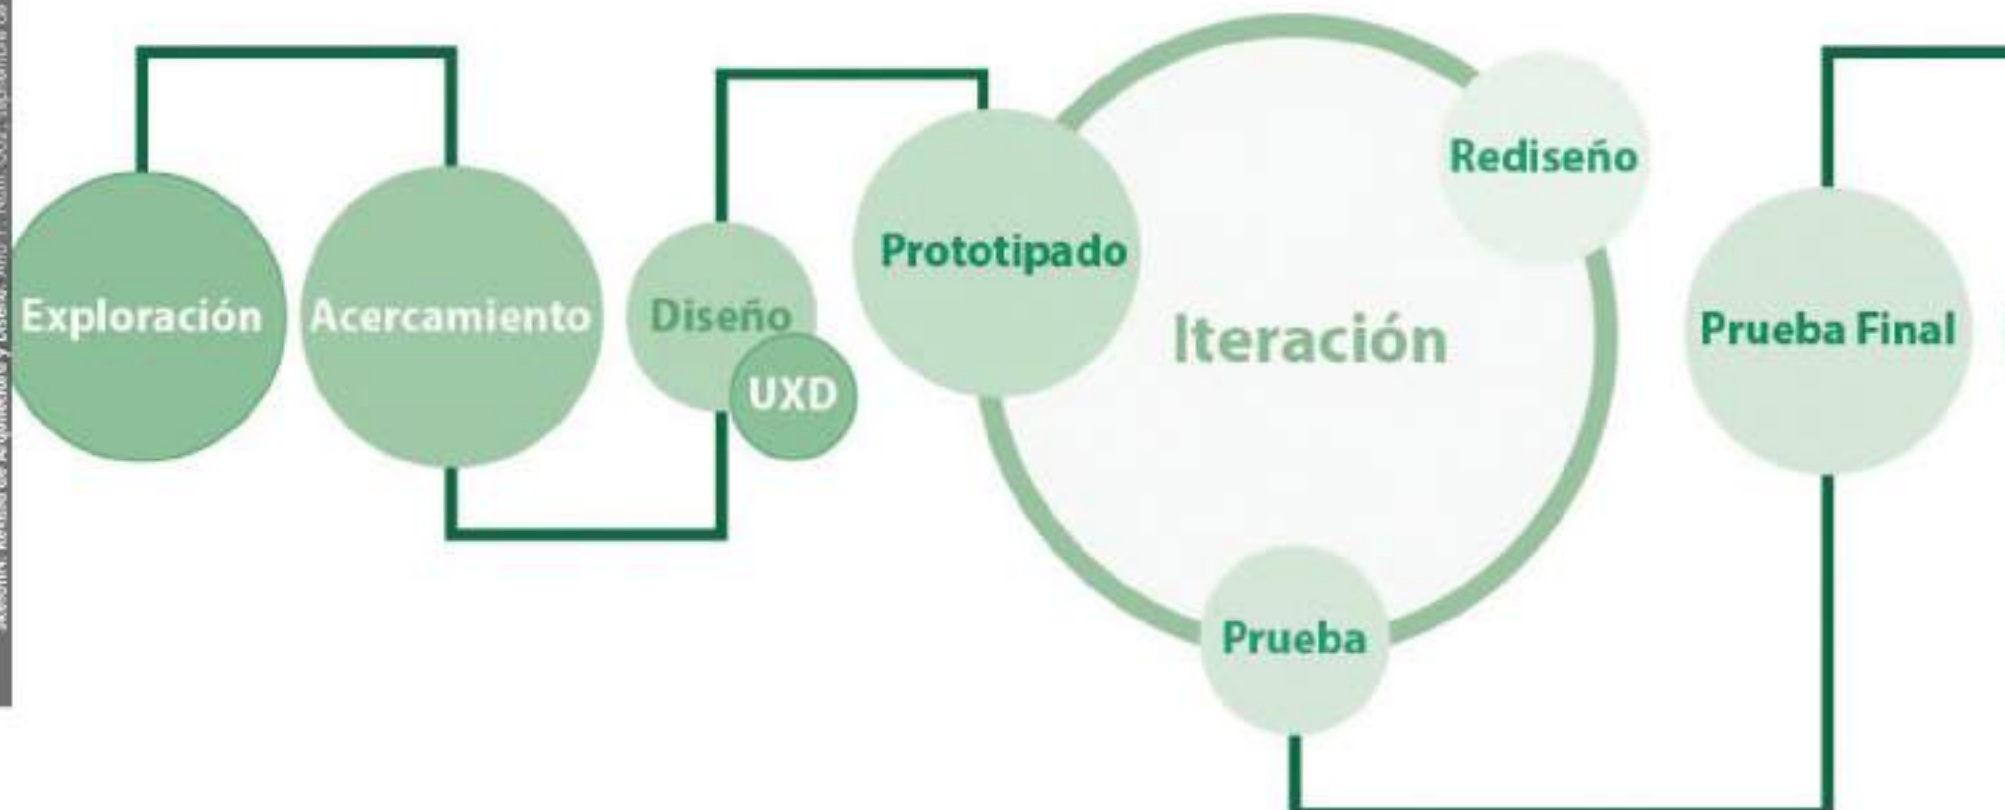 Exploración
Acercamiento
Diseño
UXD
Prototipado
Iteración
Rediseño
Prueba
Prueba Final